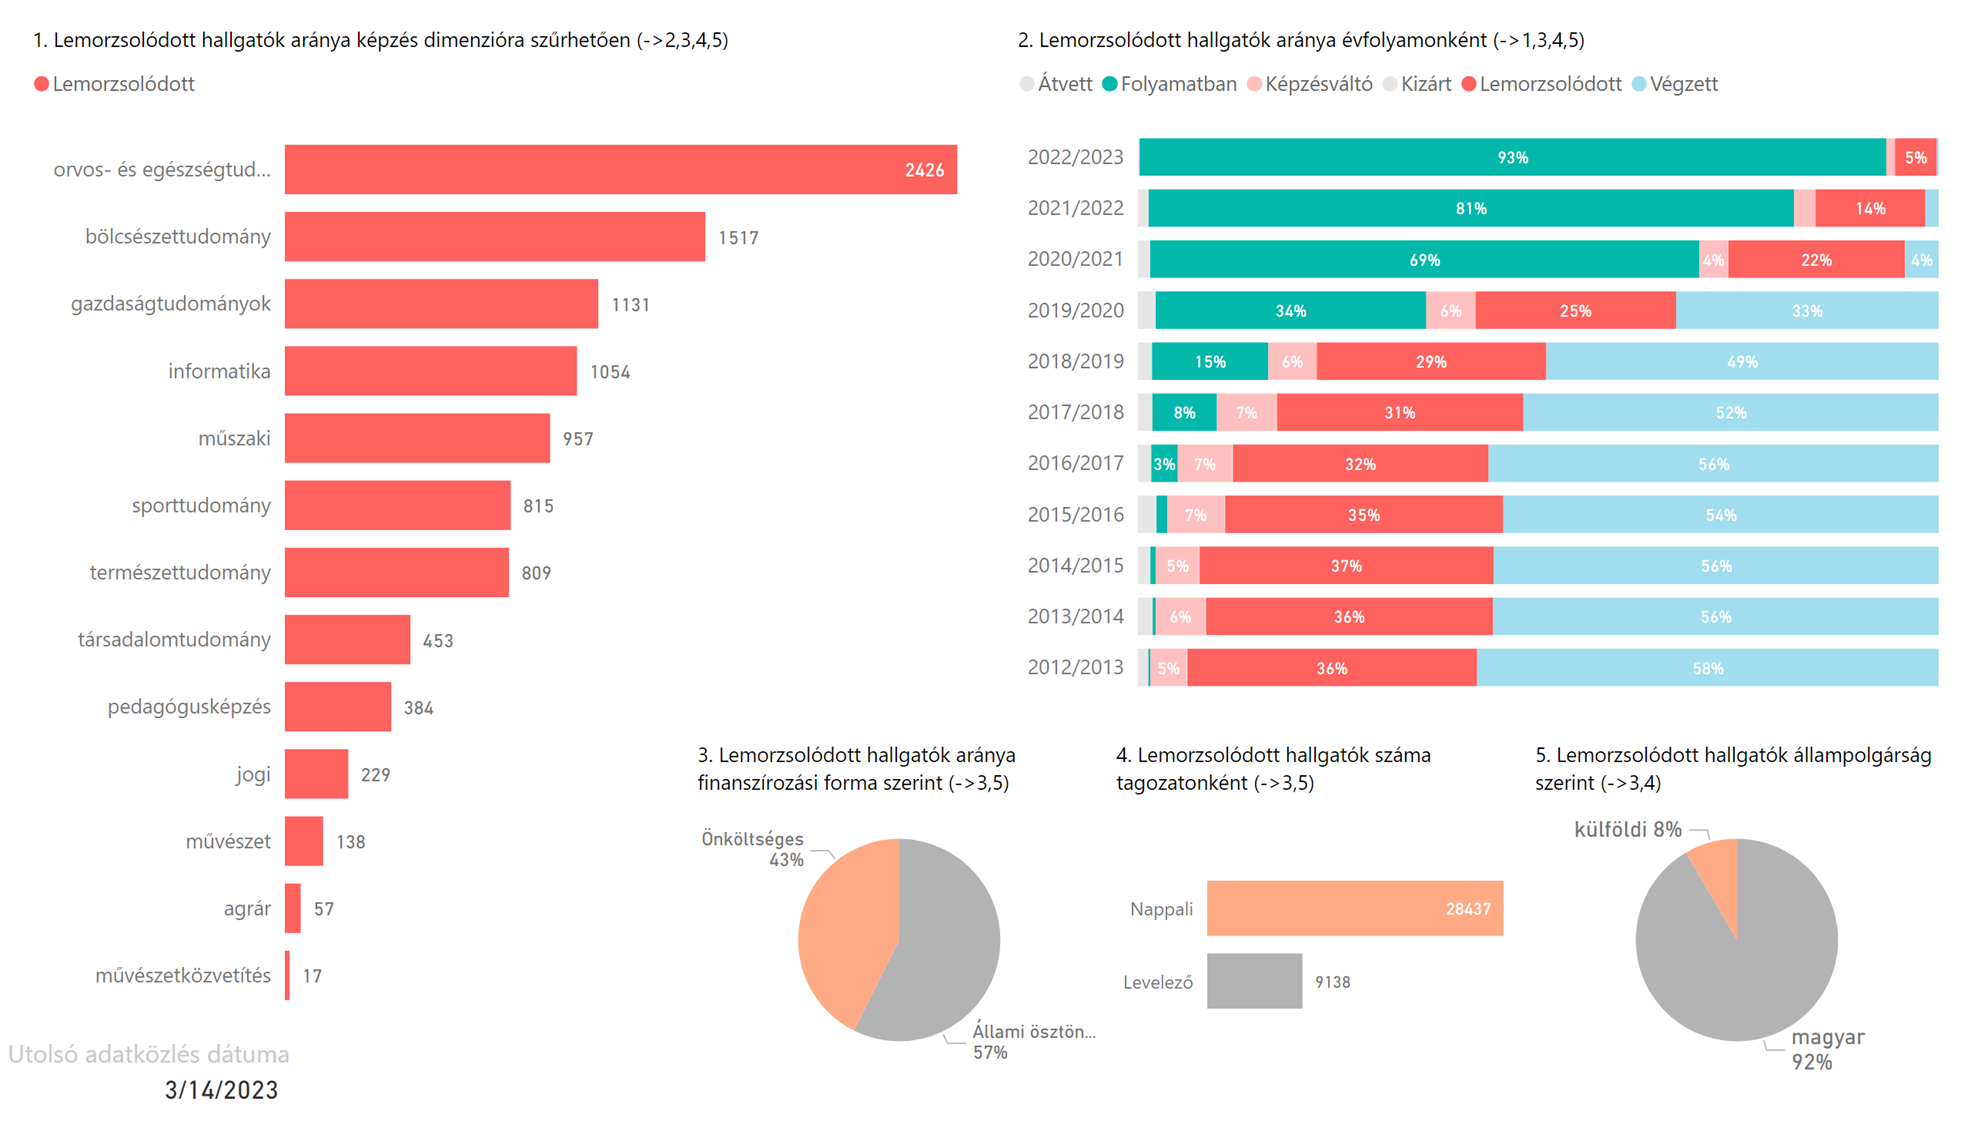 1. Lemorzsolódott hallgatók aránya képzés dimenzióra szűrhetően (->2,3,4,5)
Lemorzsolódott
orvos- és egészségtud... 2426
bölcsészettudomány 1517
gazdaságtudományok 1131
informatika 1054
műszaki 957
sporttudomány 815
természettudomány 809
társadalomtudomány 453
pedagógusképzés 384
jogi 229
művészet 138
agrár 57
művészetközvetítés 17
Utolsó adatközlés dátuma
3/14/2023
2. Lemorzsolódott hallgatók aránya évfolyamonként (->1,3,4,5)
Átvett Folyamatban Képzésváltó Kizárt Lemorzsolódott Végzett
2022/2023 93% 5%
2021/2022 81% 14%
2020/2021 69% 4% 22% 4%
2019/2020 34% 6% 25% 33%
2018/2019 15% 6% 29% 49%
2017/2018 8% 7% 31% 52%
2016/2017 3% 7% 32% 56%
2015/2016 7% 35% 54%
2014/2015 5% 37% 56%
2013/2014 6% 36% 56%
2012/2013 5% 36% 58%
3. Lemorzsolódott hallgatók aránya
finanszírozási forma szerint (->3,5)
Önköltséges
43%
Állami ösztön...
57%
4. Lemorzsolódott hallgatók száma
tagozatonként (->3,5)
Nappali 28437
Levelező 9138
5. Lemorzsolódott hallgatók állampolgárság
szerint (->3,4)
külföldi 8%
magyar
92%